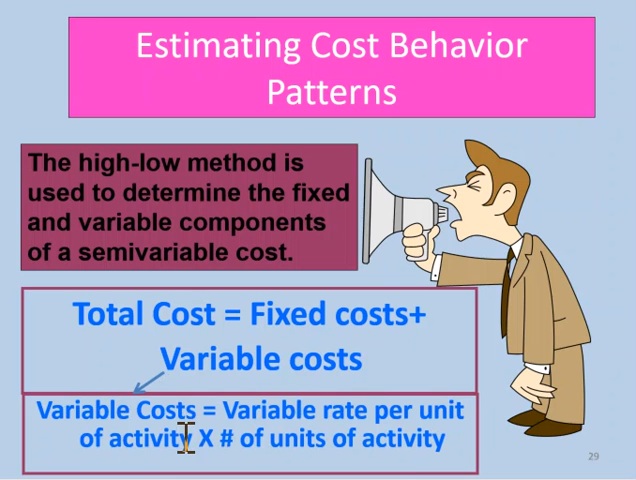 Estimating Cost Behavior
Patterns
The high-low method is
used to determine the fixed
and variable components
of a semivariable cost.
Total Cost = Fixed costs+
Variable costs
Variable Costs = Variable rate per unit
of activity X # of units of activity
29